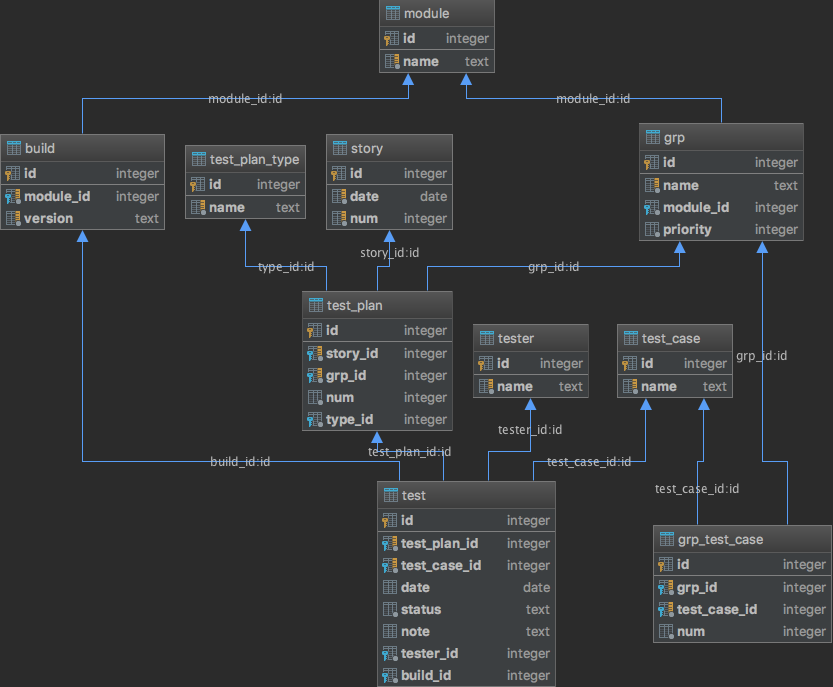 module
id integer
name text
module_id:id
module_id:id
build
id integer
module_id integer
version text
test_plan_type
id integer
name text
story
id integer
date date
num integer
grp
id integer
name text
module_id integer
priority integer
type_id:id
story_id:id
grp_id:id
test_plan
id integer
story_id integer
grp_id integer
num integer
type_id integer
tester
id integer
name text
test_case
id integer
name text
grp_id:id
build_id:id
test_plan_id:id
tester_id:id
test_case_id:id
test_case_id:id
test
id integer
test_plan_id integer
test_case_id integer
date date
status text
note text
tester_id integer
build_id integer
grp_test_case
id integer
grp_id integer
test_case_id integer
num integer